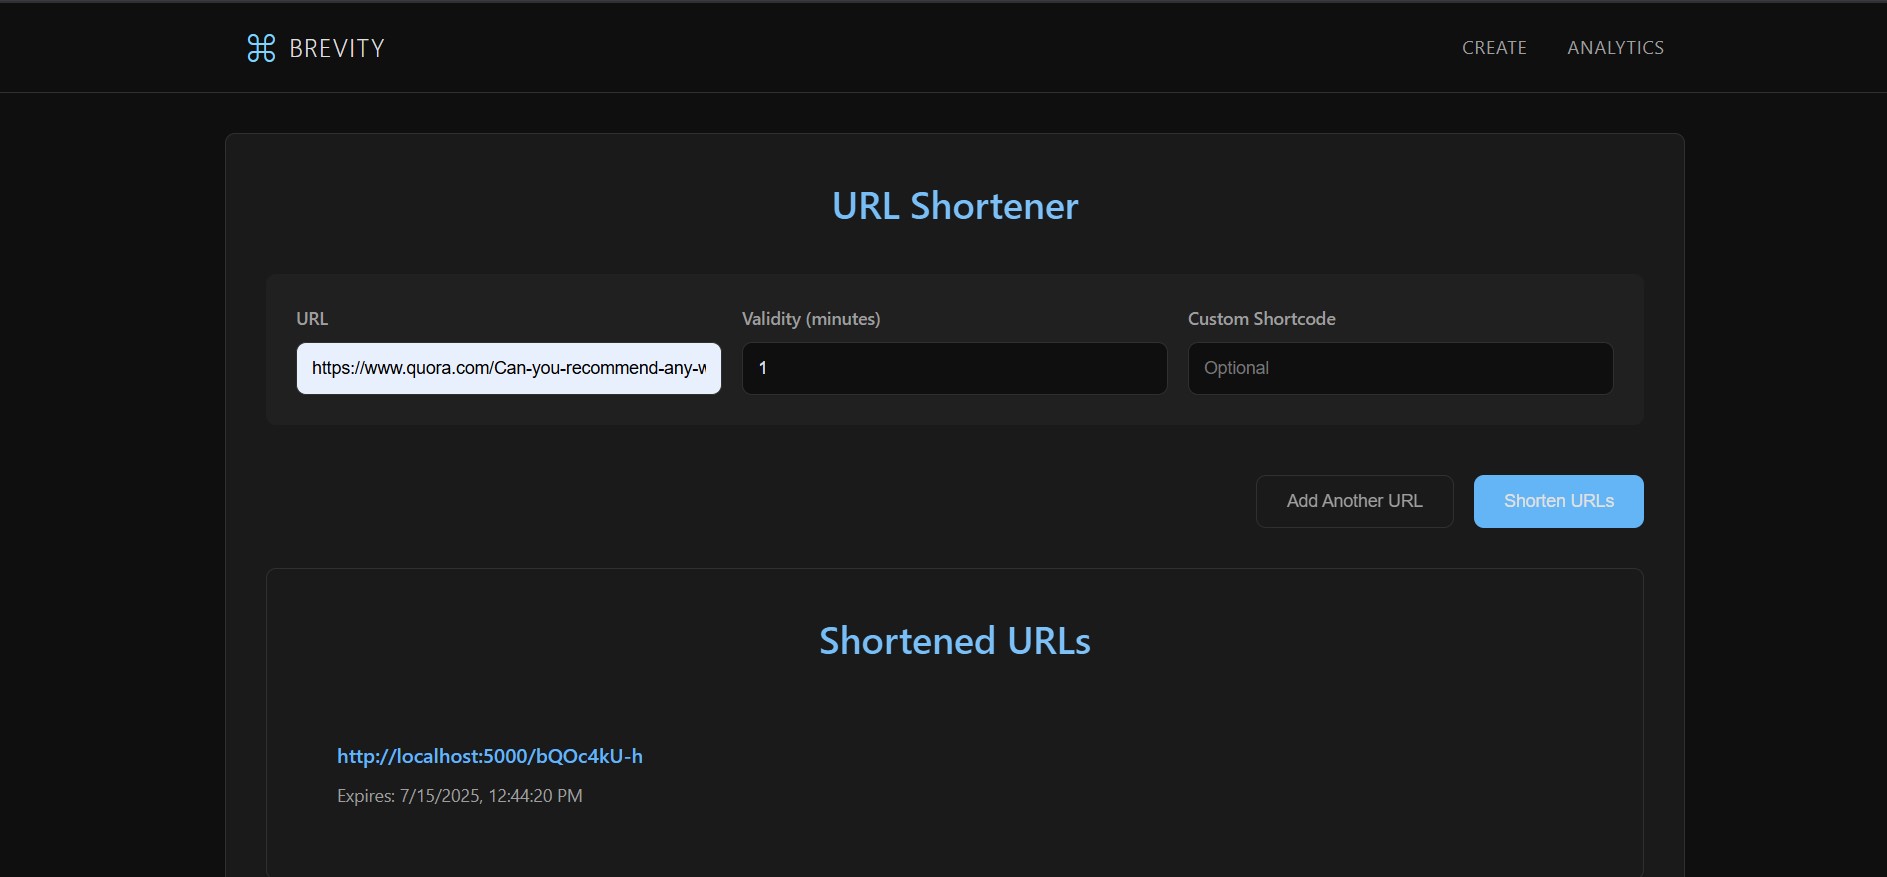 BREVITY
CREATE ANALYTICS
URL Shortener
URL Validity (minutes) Custom Shortcode
https://www.quora.com/Can-you-recommend-any-w 1 Optional
Add Another URL Shorten URLs
Shortened URLs
http://localhost:5000/bQOc4kU-h
Expires: 7/15/2025, 12:44:20 PM